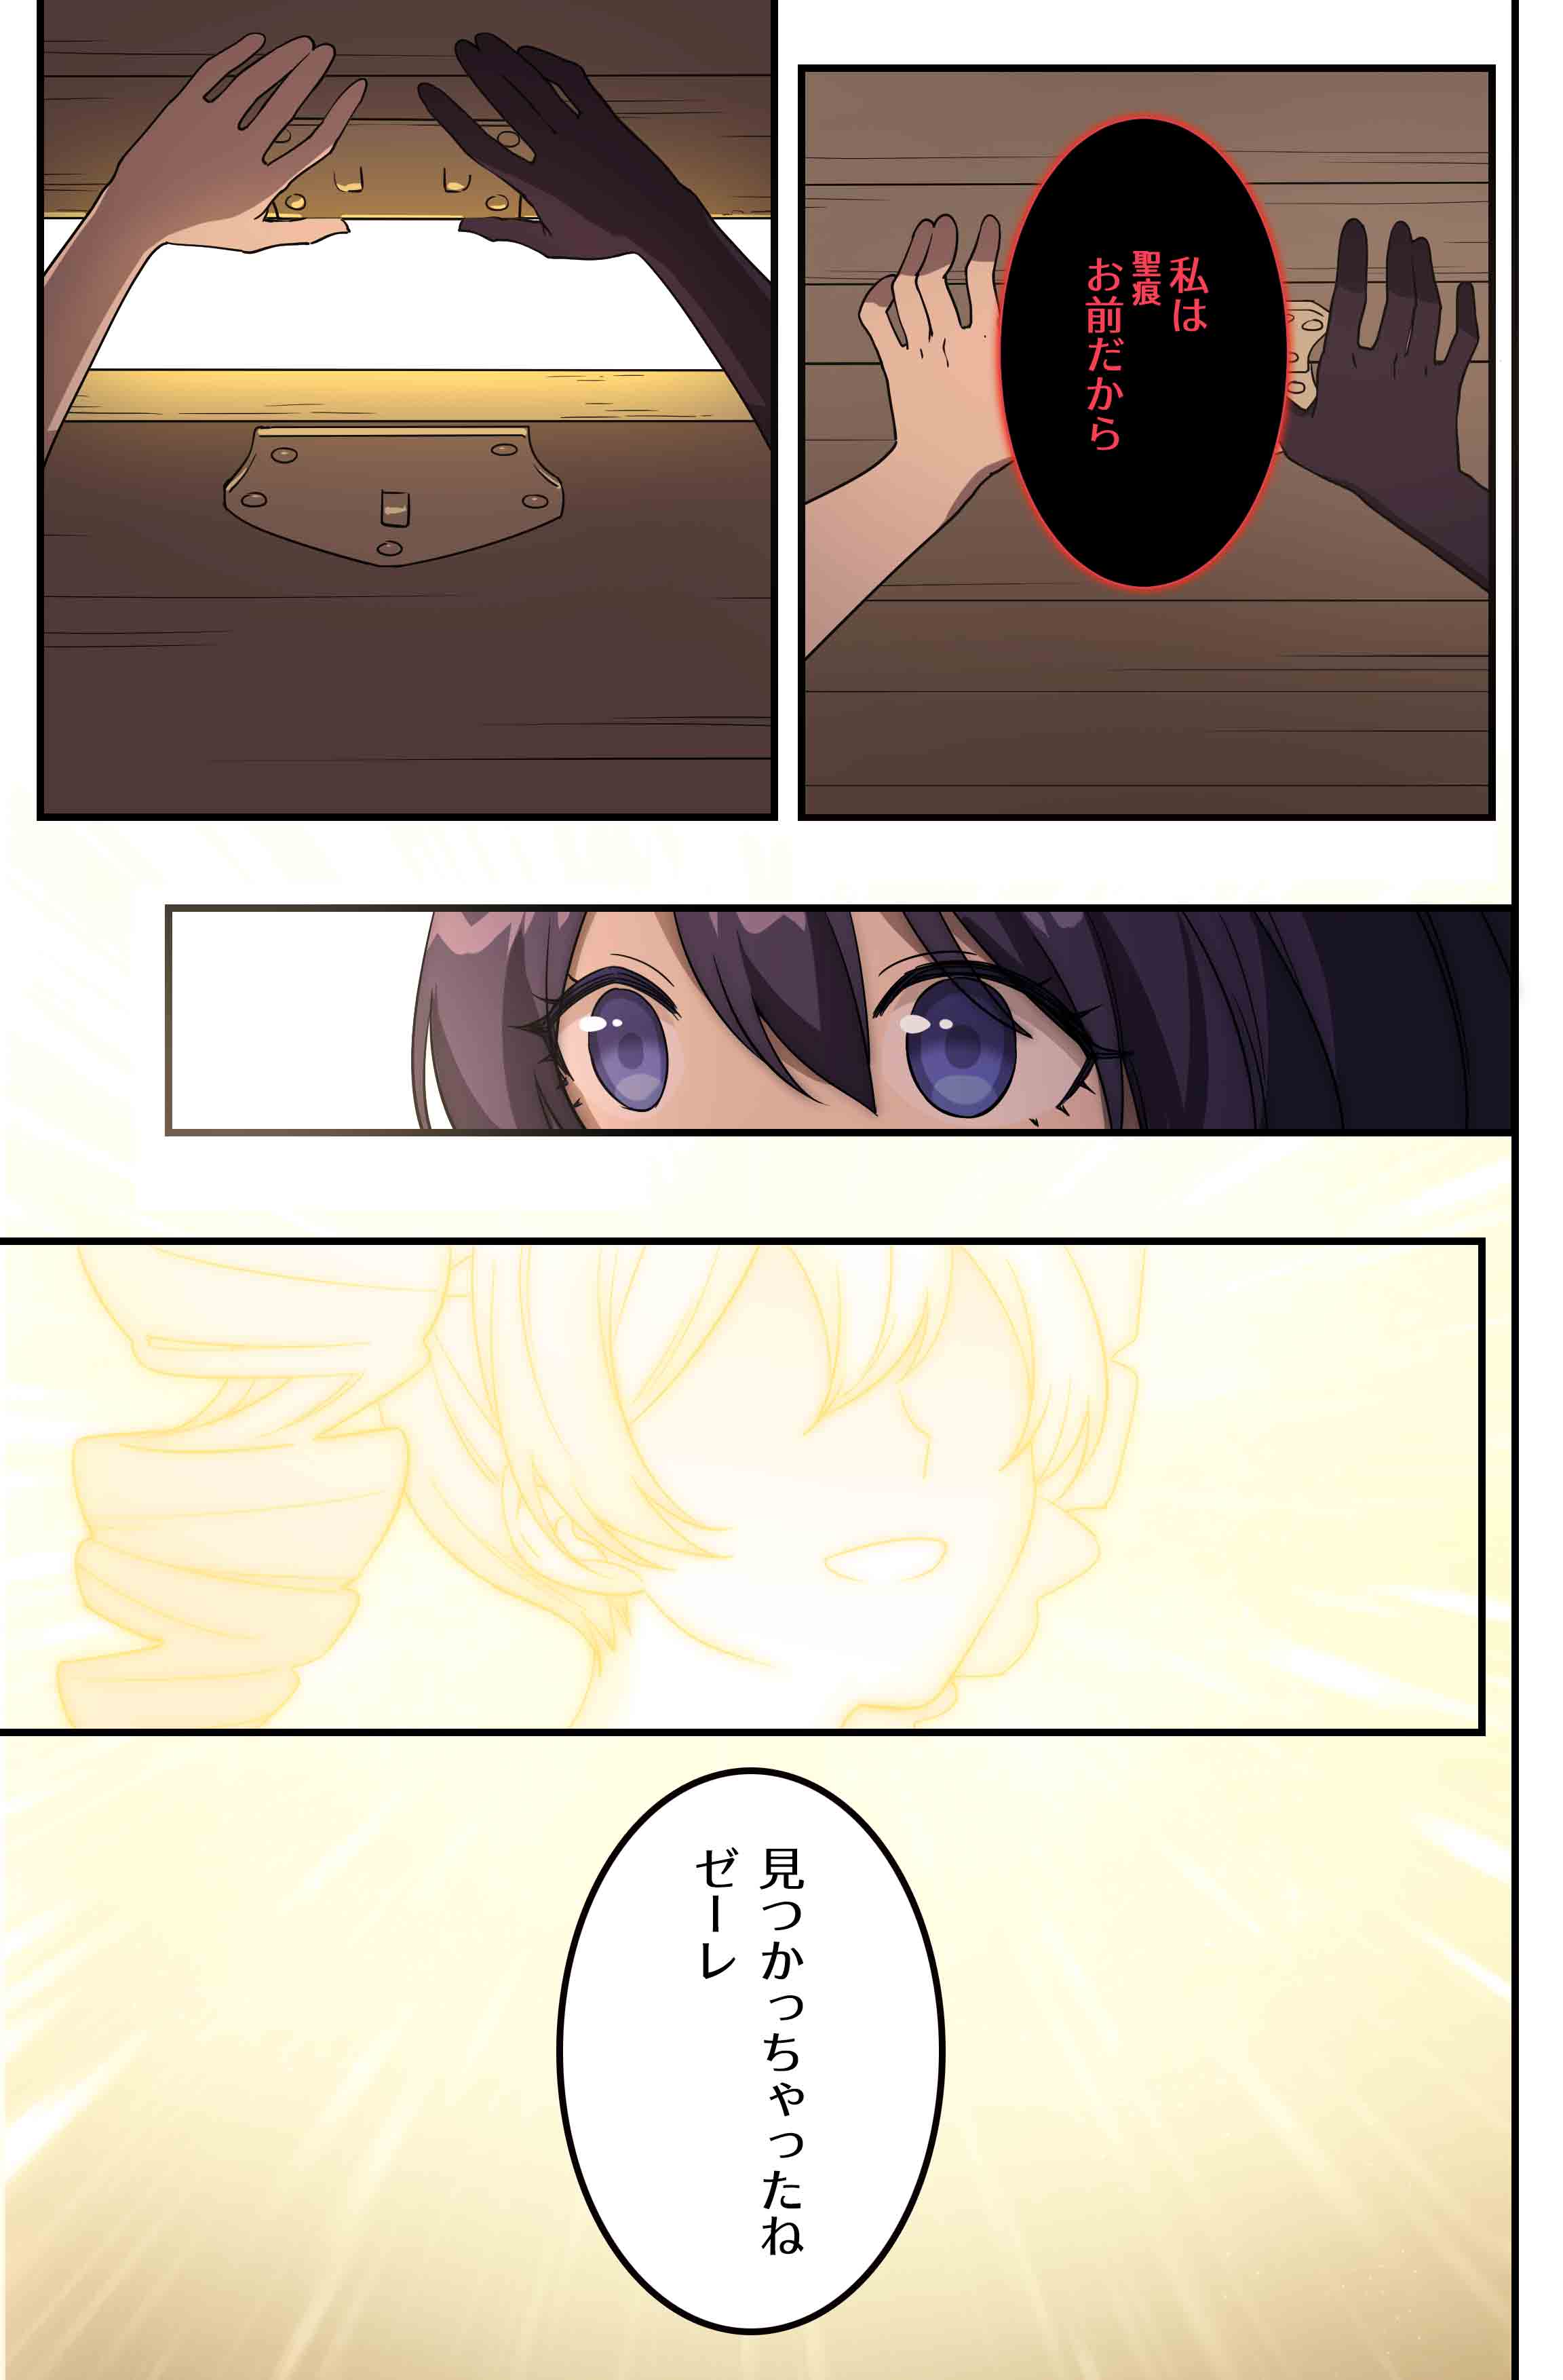 私は
聖痕
お前だから
見つかっちゃったね
ゼーレ